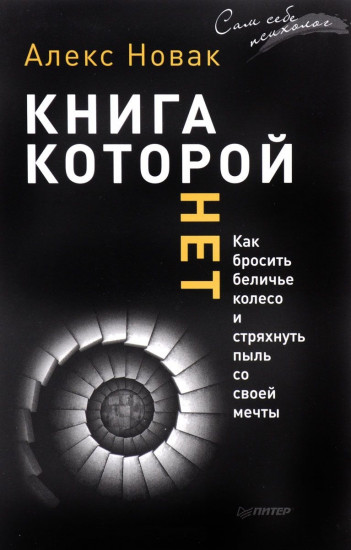 Сам себе
психолог
Алекс Новак
КНИГА
КОТОРОЙ
НЕТ
Как
бросить
беличье
колесо
и
стряхнуть
пыль
со
своей
мечты
ПИТЕР